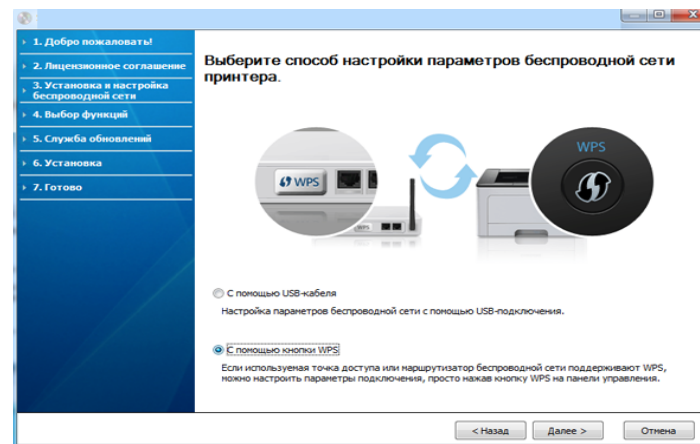 1. Добро пожаловать!
2. Лицензионное соглашение
3. Установка и настройка
беспроводной сети
4. Выбор функций
5. Служба обновлений
6. Установка
7. Готово
Выберите способ настройки параметров беспроводной сети
принтера.
WPS
WPS
WPS
С помощью USB-кабеля
Настройка параметров беспроводной сети с помощью USB-подключения.
С помощью кнопки WPS
Если используемая точка доступа или маршрутизатор беспроводной сети поддерживают WPS,
можно настроить параметры подключения, просто нажав кнопку WPS на панели управления.
< Назад
Далее >
Отмена